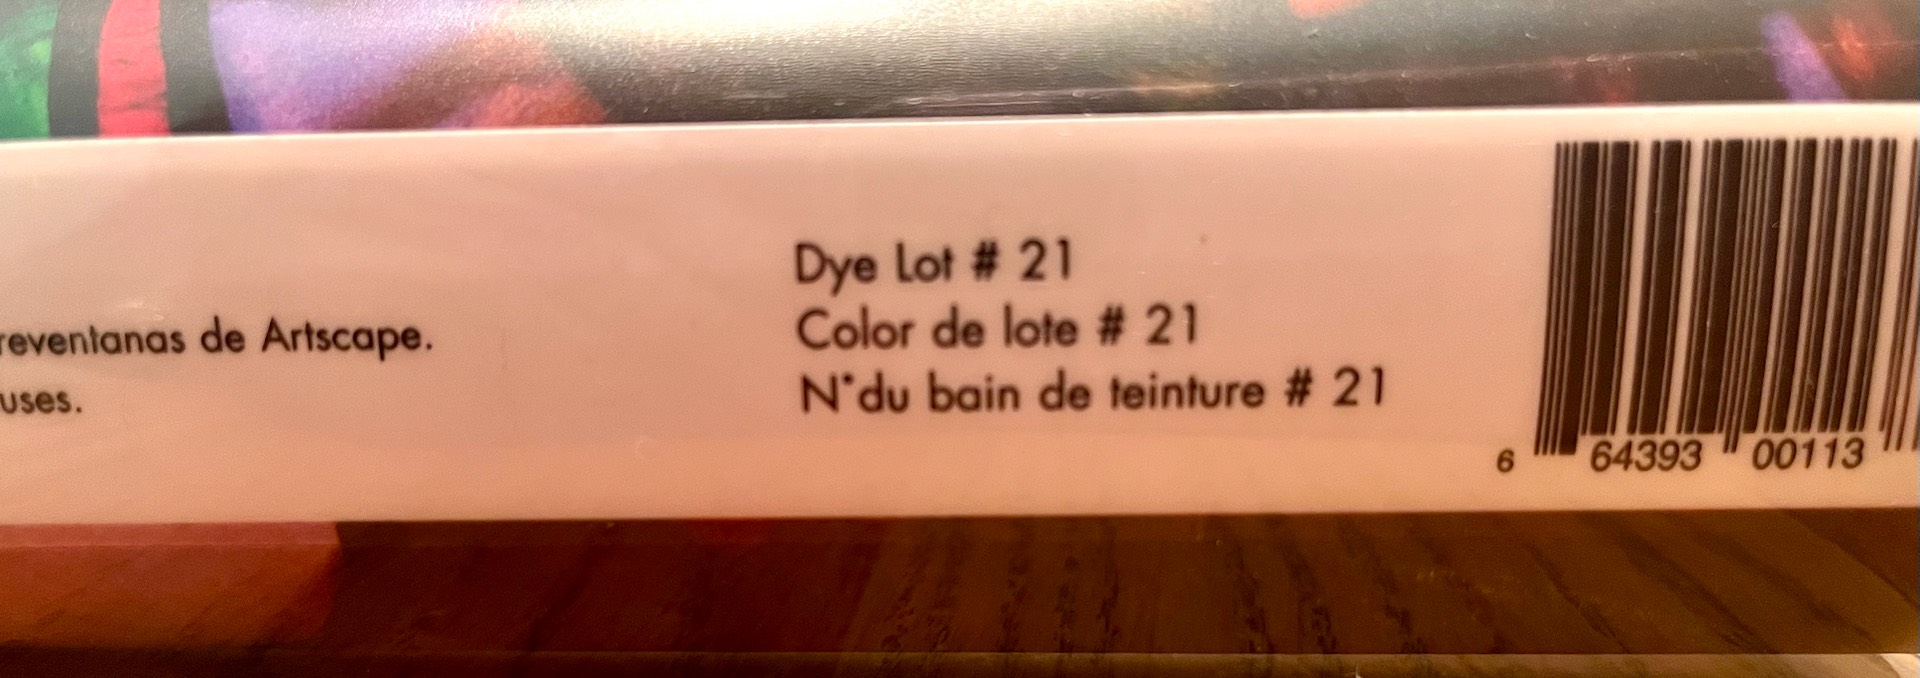 reventanas de Artscape.
uses.
Dye Lot # 21
Color de lote # 21
N°du bain de teinture # 21
6 64393 00113